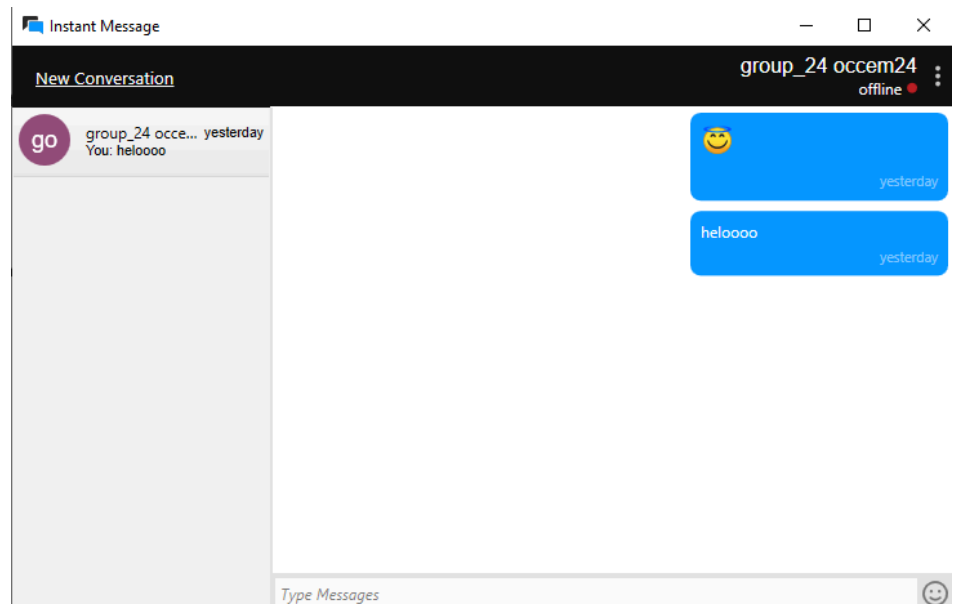 Instant Message
New Conversation
group_24 occem24
offline
go
group_24 occe... yesterday
You: heloooo
yesterday
heloooo
yesterday
Type Messages